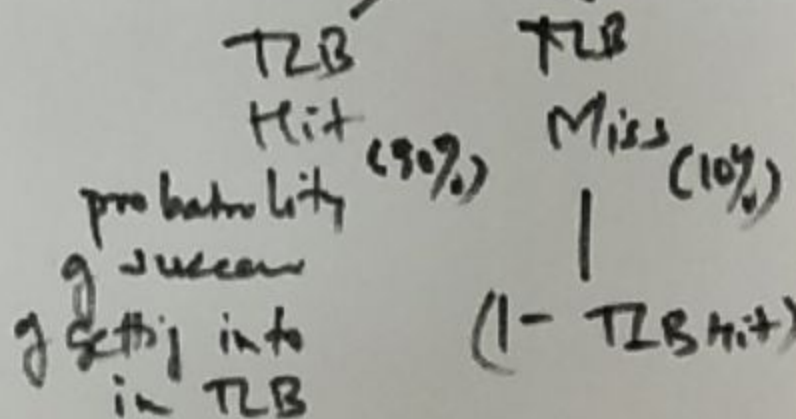 TLB
Hit (90%)
probability
of success
of getting into
in TLB
TLB
Miss (10%)
(1- TLB Hit)